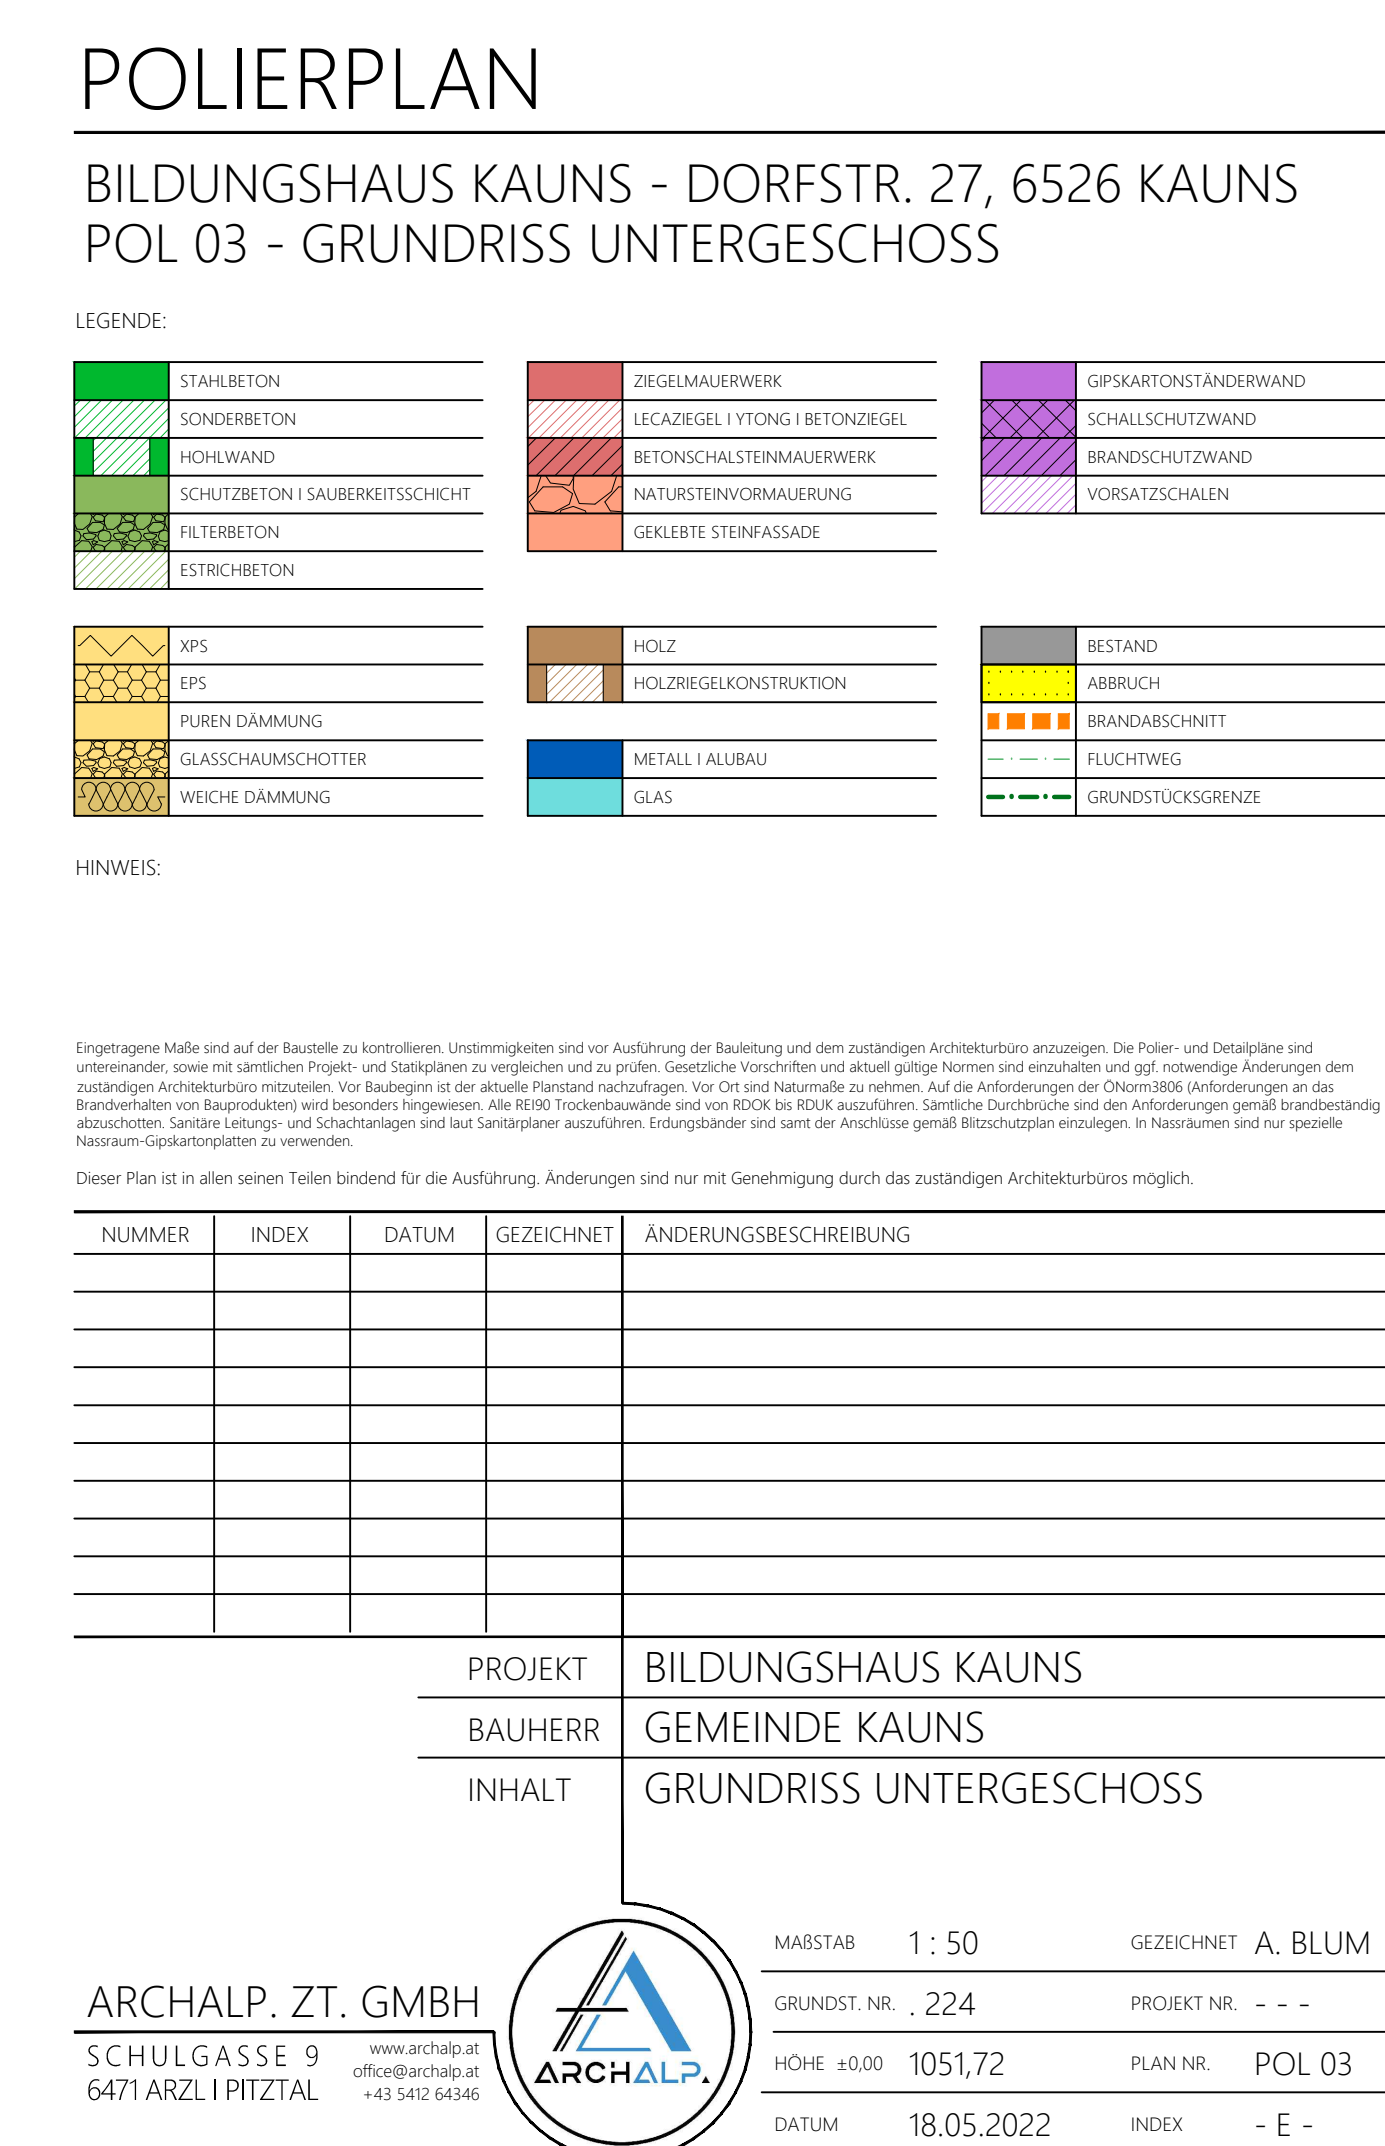 POLIERPLAN
BILDUNGSHAUS KAUNS - DORFSTR. 27, 6526 KAUNS
POL 03 - GRUNDRISS UNTERGESCHOSS
LEGENDE:
STAHLBETON
SONDERBETON
HOHLWAND
SCHUTZBETON I SAUBERKEITSSCHICHT
FILTERBETON
ESTRICHBETON
ZIEGELMAUERWERK
LECAZIEGEL I YTONG I BETONZIEGEL
BETONSCHALSTEINMAUERWERK
NATURSTEINVORMAUERUNG
GEKLEBTE STEINFASSADE
GIPSKARTONSTÄNDERWAND
SCHALLSCHUTZWAND
BRANDSCHUTZWAND
VORSATZSCHALEN
XPS
EPS
PUREN DÄMMUNG
GLASSCHAUMSCHOTTER
WEICHE DÄMMUNG
HOLZ
HOLZRIEGELKONSTRUKTION
METALL I ALUBAU
GLAS
BESTAND
ABBRUCH
BRANDABSCHNITT
FLUCHTWEG
GRUNDSTÜCKSGRENZE
HINWEIS:
Eingetragene Maße sind auf der Baustelle zu kontrollieren. Unstimmigkeiten sind vor Ausführung der Bauleitung und dem zuständigen Architekturbüro anzuzeigen. Die Polier- und Detailpläne sind
untereinander, sowie mit sämtlichen Projekt- und Statikplänen zu vergleichen und zu prüfen. Gesetzliche Vorschriften und aktuell gültige Normen sind einzuhalten und ggf. notwendige Änderungen dem
zuständigen Architekturbüro mitzuteilen. Vor Baubeginn ist der aktuelle Planstand nachzufragen. Vor Ort sind Naturmaße zu nehmen. Auf die Anforderungen der ÖNorm3806 (Anforderungen an das
Brandverhalten von Bauprodukten) wird besonders hingewiesen. Alle REI90 Trockenbauwände sind von RDOK bis RDUK auszuführen. Sämtliche Durchbrüche sind den Anforderungen gemäß brandbeständig
abzuschotten. Sanitäre Leitungs- und Schachtanlagen sind laut Sanitärplaner auszuführen. Erdungsbänder sind samt der Anschlüsse gemäß Blitzschutzplan einzulegen. In Nassräumen sind nur spezielle
Nassraum-Gipskartonplatten zu verwenden.
Dieser Plan ist in allen seinen Teilen bindend für die Ausführung. Änderungen sind nur mit Genehmigung durch das zuständigen Architekturbüros möglich.
NUMMER INDEX DATUM GEZEICHNET ÄNDERUNGSBESCHREIBUNG
PROJEKT BILDUNGSHAUS KAUNS
BAUHERR GEMEINDE KAUNS
INHALT GRUNDRISS UNTERGESCHOSS
ARCHALP. ZT. GMBH
SCHULGASSE 9
6471 ARZL I PITZTAL
www.archalp.at
office@archalp.at
+43 5412 64346
ARCHALP.
MAßSTAB 1 : 50 GEZEICHNET A. BLUM
GRUNDST. NR. . 224 PROJEKT NR. - - -
HÖHE ±0,00 1051,72 PLAN NR. POL 03
DATUM 18.05.2022 INDEX - E -